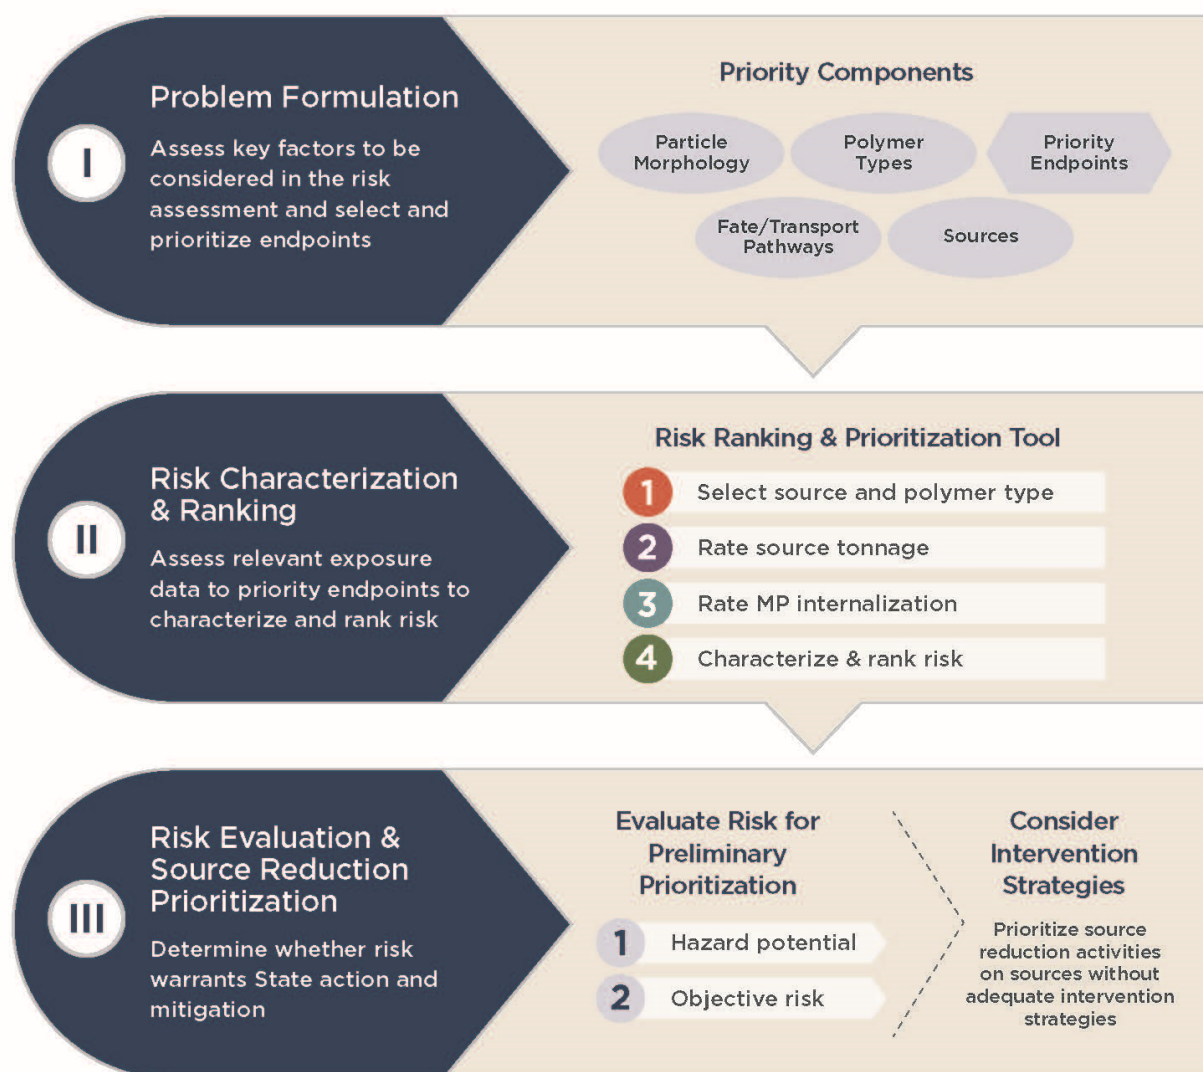 I
Problem Formulation
Assess key factors to be
considered in the risk
assessment and select and
prioritize endpoints
Priority Components
Particle
Morphology
Polymer
Types
Priority
Endpoints
Fate/Transport
Pathways
Sources
II
Risk Characterization
& Ranking
Assess relevant exposure
data to priority endpoints to
characterize and rank risk
Risk Ranking & Prioritization Tool
1 Select source and polymer type
2 Rate source tonnage
3 Rate MP internalization
4 Characterize & rank risk
III
Risk Evaluation &
Source Reduction
Prioritization
Determine whether risk
warrants State action and
mitigation
Evaluate Risk for
Preliminary
Prioritization
1 Hazard potential
2 Objective risk
Consider
Intervention
Strategies
Prioritize source
reduction activities
on sources without
adequate intervention
strategies